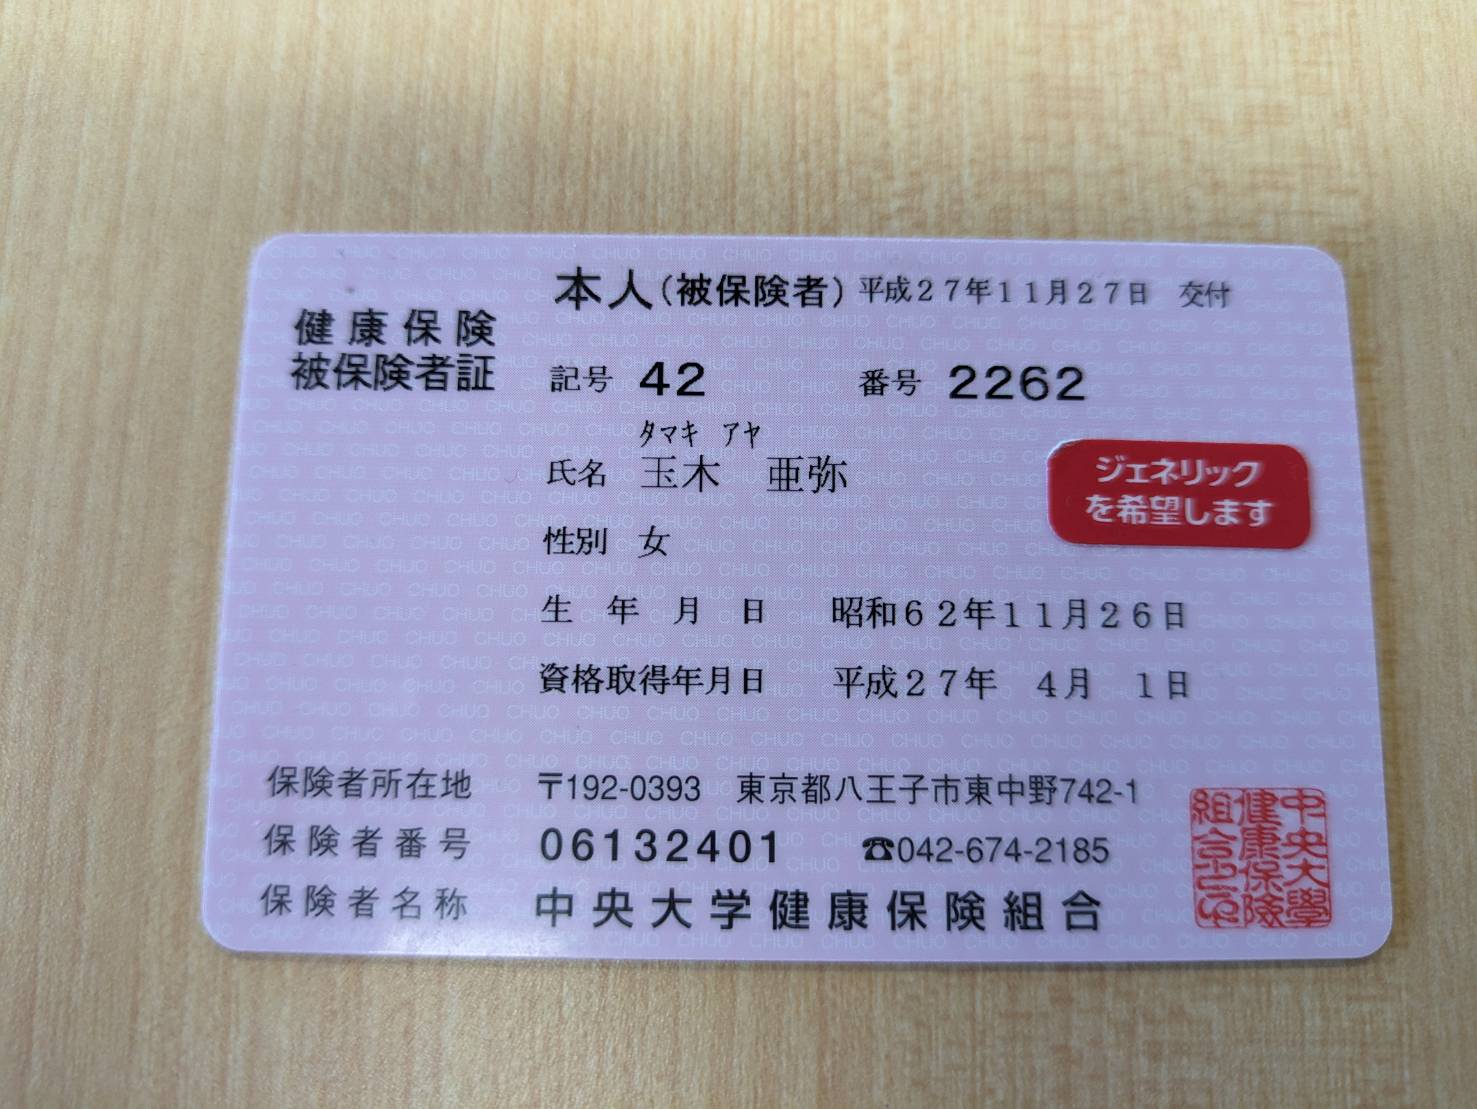 本人(被保険者) 平成27年11月27日 交付
健康保険
被保険者証
記号 42 番号 2262
タマキ アヤ
氏名 玉木 亜弥
ジェネリック
を希望します
性別 女
生年月日 昭和62年11月26日
資格取得年月日 平成27年 4月 1日
保険者所在地 〒192-0393 東京都八王子市東中野742-1
保険者番号 06132401 ☎042-674-2185
保険者名称 中央大学健康保険組合
中央大學
健康保險
組合之印
CHUO